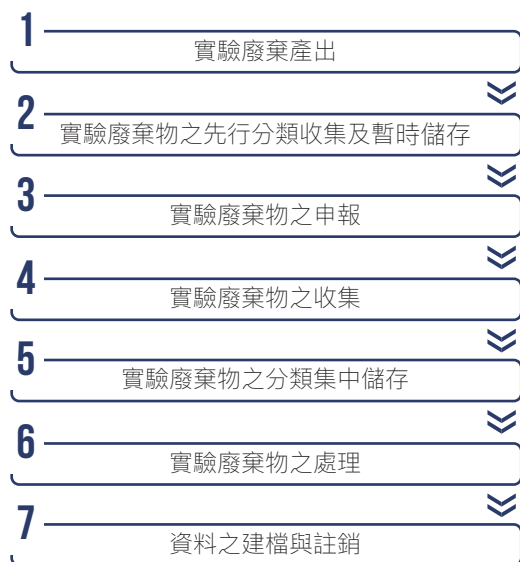 1
實驗廢棄產出
2
實驗廢棄物之先行分類收集及暫時儲存
3
實驗廢棄物之申報
4
實驗廢棄物之收集
5
實驗廢棄物之分類集中儲存
6
實驗廢棄物之處理
7
資料之建檔與註銷